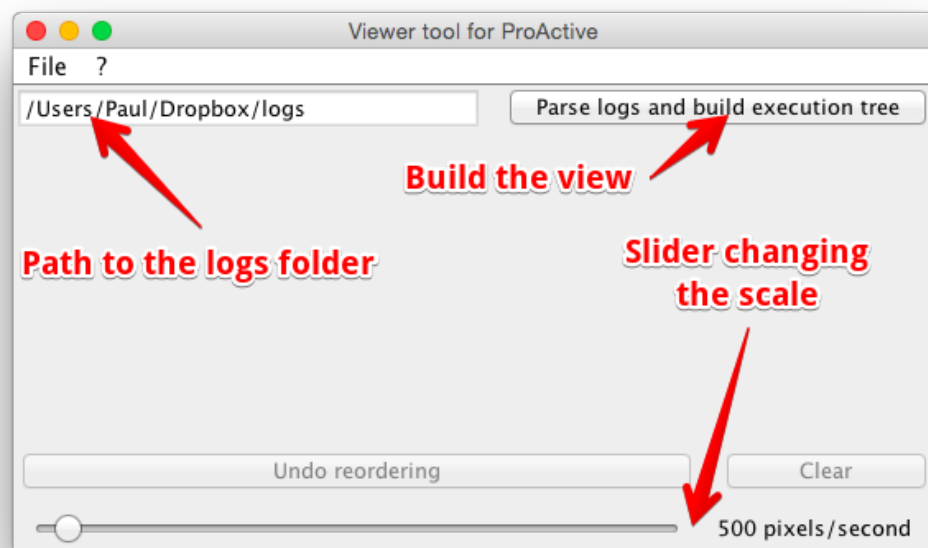 Viewer tool for ProActive
File ?
/Users/Paul/Dropbox/logs
Parse logs and build execution tree
Build the view
Path to the logs folder
Slider changing
the scale
Undo reordering
Clear
500 pixels/second